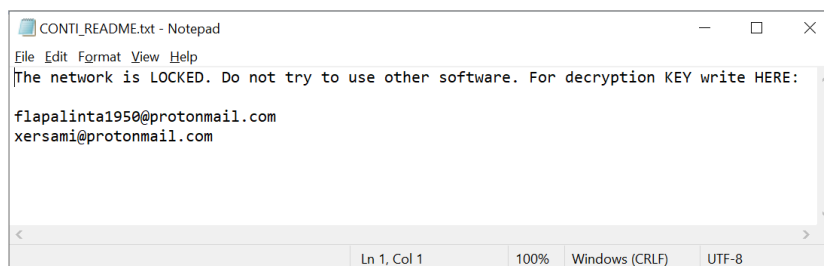 CONTI_README.txt - Notepad
File Edit Format View Help
The network is LOCKED. Do not try to use other software. For decryption KEY write HERE:
flapalinta1950@protonmail.com
xersami@protonmail.com
Ln 1, Col 1 100% Windows (CRLF) UTF-8